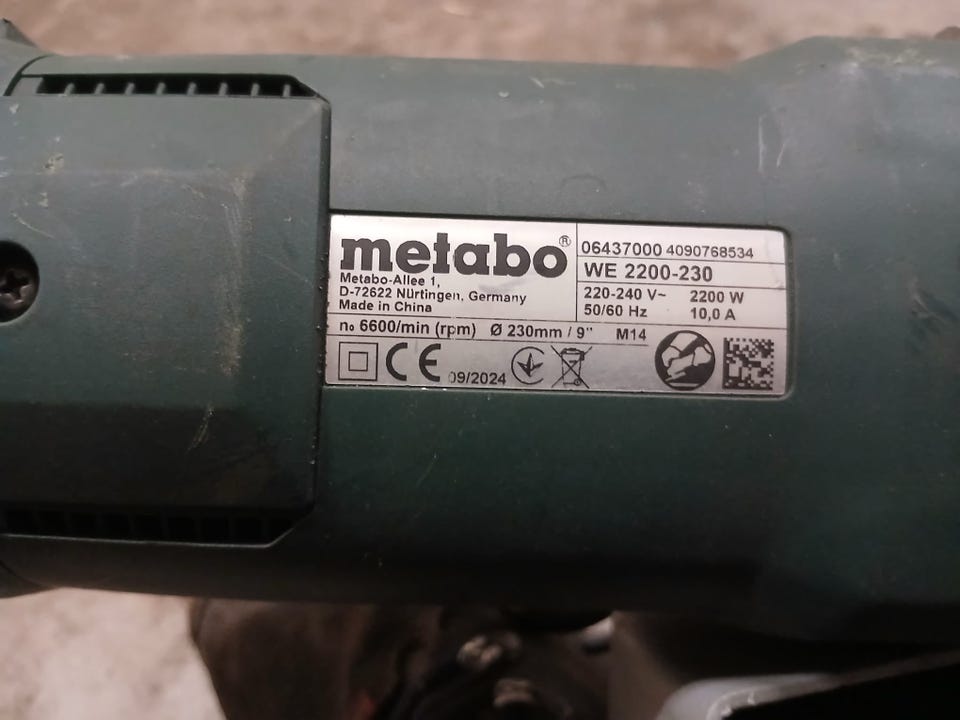 metabo®
Metabo-Allee 1,
D-72622 Nürtingen, Germany
Made in China
06437000 4090768534
WE 2200-230
220-240 V~ 2200 W
50/60 Hz 10,0 A
n₀ 6600/min (rpm) Ø 230mm / 9" M14
CE 09/2024